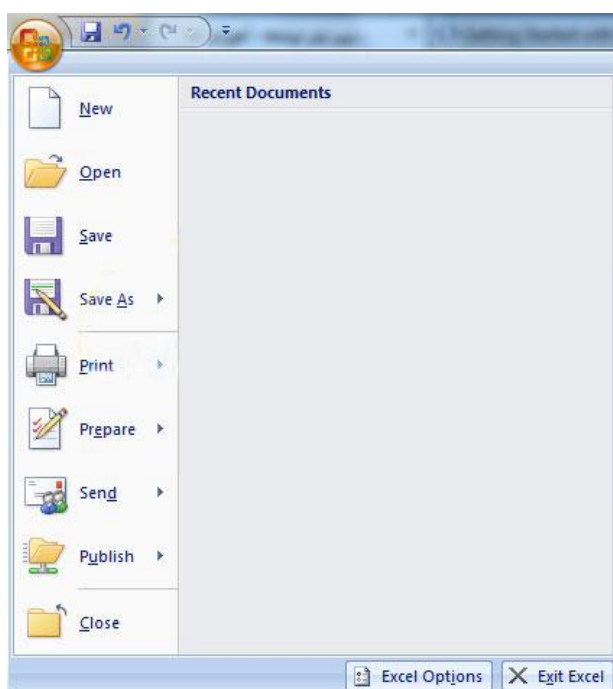 Recent Documents
New
Open
Save
Save As
Print
Prepare
Send
Publish
Close
Excel Options
Exit Excel